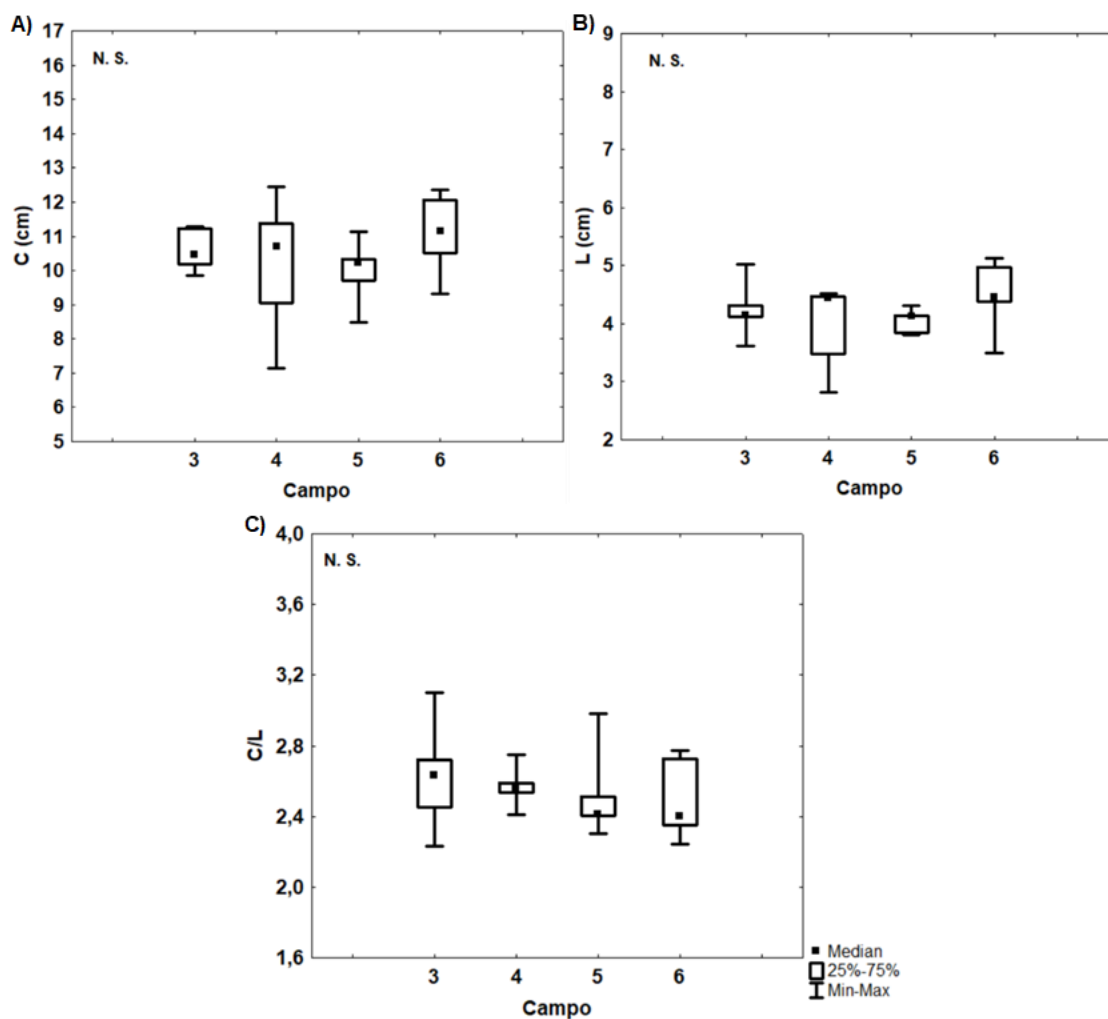 A)
N. S.
17
16
15
14
13
12
11
10
9
8
7
6
5
C (cm)
3 4 5 6
Campo
B)
N. S.
9
8
7
6
5
4
3
2
L (cm)
3 4 5 6
Campo
C)
N. S.
4,0
3,6
3,2
2,8
2,4
2,0
1,6
C/L
3 4 5 6
Campo
Median
25%-75%
Min-Max